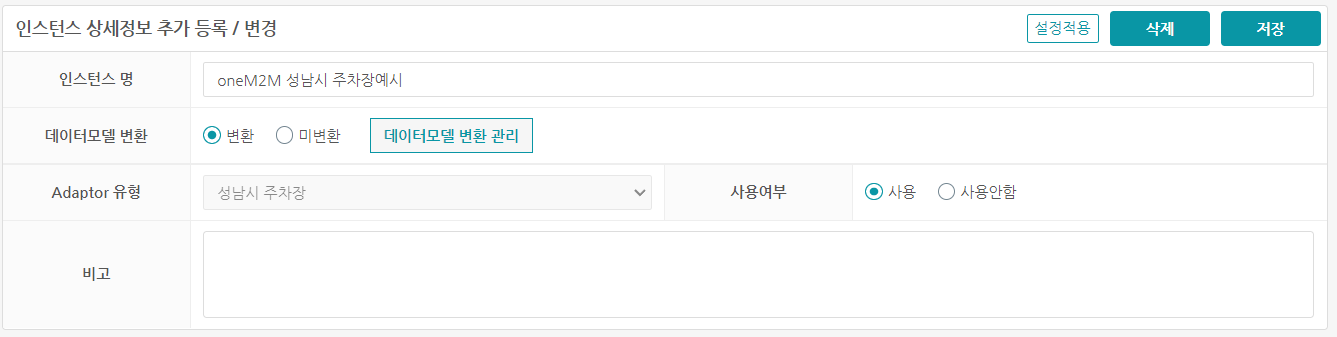 인스턴스 상세정보 추가 등록 / 변경 설정적용 삭제 저장
인스턴스 명 oneM2M 성남시 주차장예시
데이터모델 변환 변환 미변환 데이터모델 변환 관리
Adaptor 유형 성남시 주차장 사용여부 사용 사용안함
비고